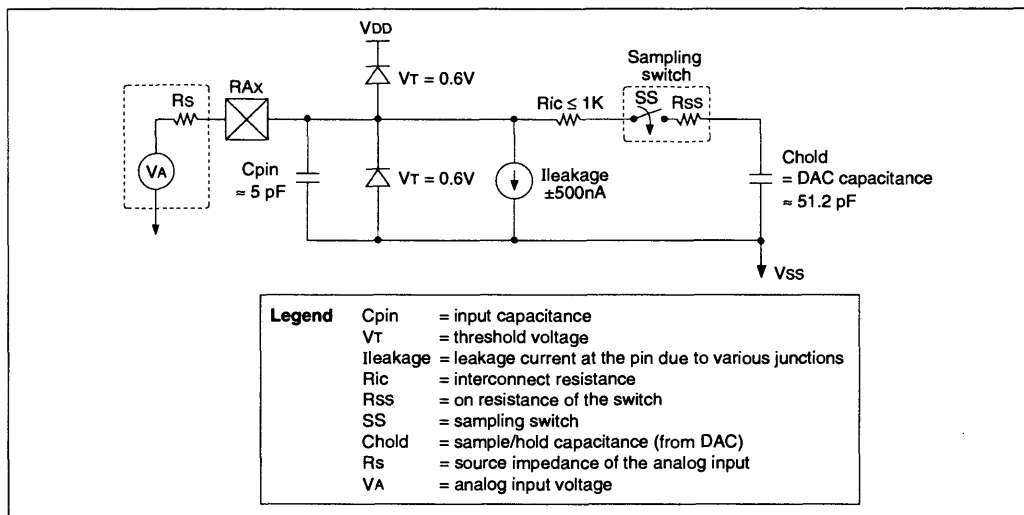 VDD
Sampling
switch
VT = 0.6V
RAx
SS
RS
Ric ≤ 1K
RSS
VA
Cpin
≈ 5 pF
VT = 0.6V
Ileakage
±500nA
Chold
= DAC capacitance
≈ 51.2 pF
VSS
Legend Cpin = input capacitance
VT = threshold voltage
Ileakage = leakage current at the pin due to various junctions
Ric = interconnect resistance
Rss = on resistance of the switch
SS = sampling switch
Chold = sample/hold capacitance (from DAC)
Rs = source impedance of the analog input
VA = analog input voltage